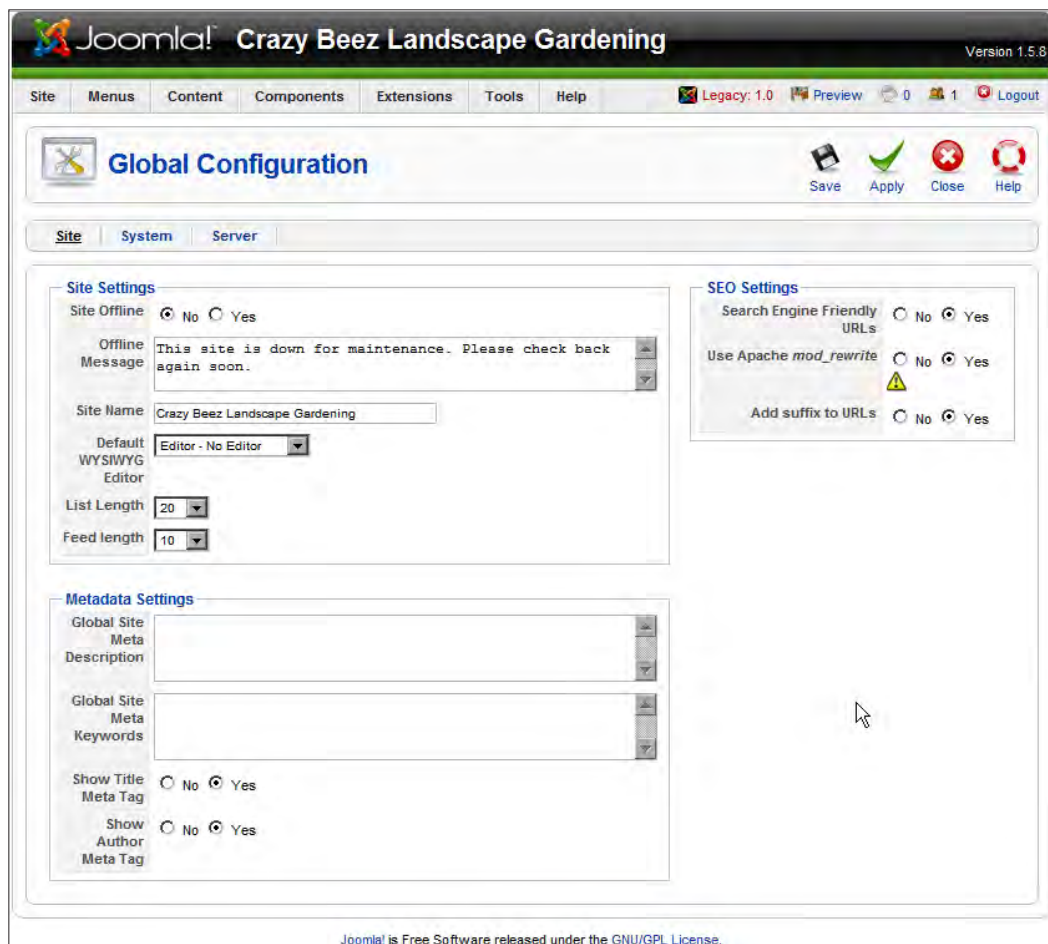 Joomla! Crazy Beez Landscape Gardening
Version 1.5.8
Site Menus Content Components Extensions Tools Help Legacy: 1.0 Preview 0 1 Logout
Global Configuration
Save Apply Close Help
Site System Server
Site Settings
Site Offline No Yes
Offline Message
This site is down for maintenance. Please check back
again soon.
Site Name Crazy Beez Landscape Gardening
Default WYSIWYG Editor Editor - No Editor
List Length 20
Feed length 10
SEO Settings
Search Engine Friendly URLs No Yes
Use Apache mod_rewrite No Yes
Add suffix to URLs No Yes
Metadata Settings
Global Site Meta Description
Global Site Meta Keywords
Show Title Meta Tag No Yes
Show Author Meta Tag No Yes
Joomla! is Free Software released under the GNU/GPL License.